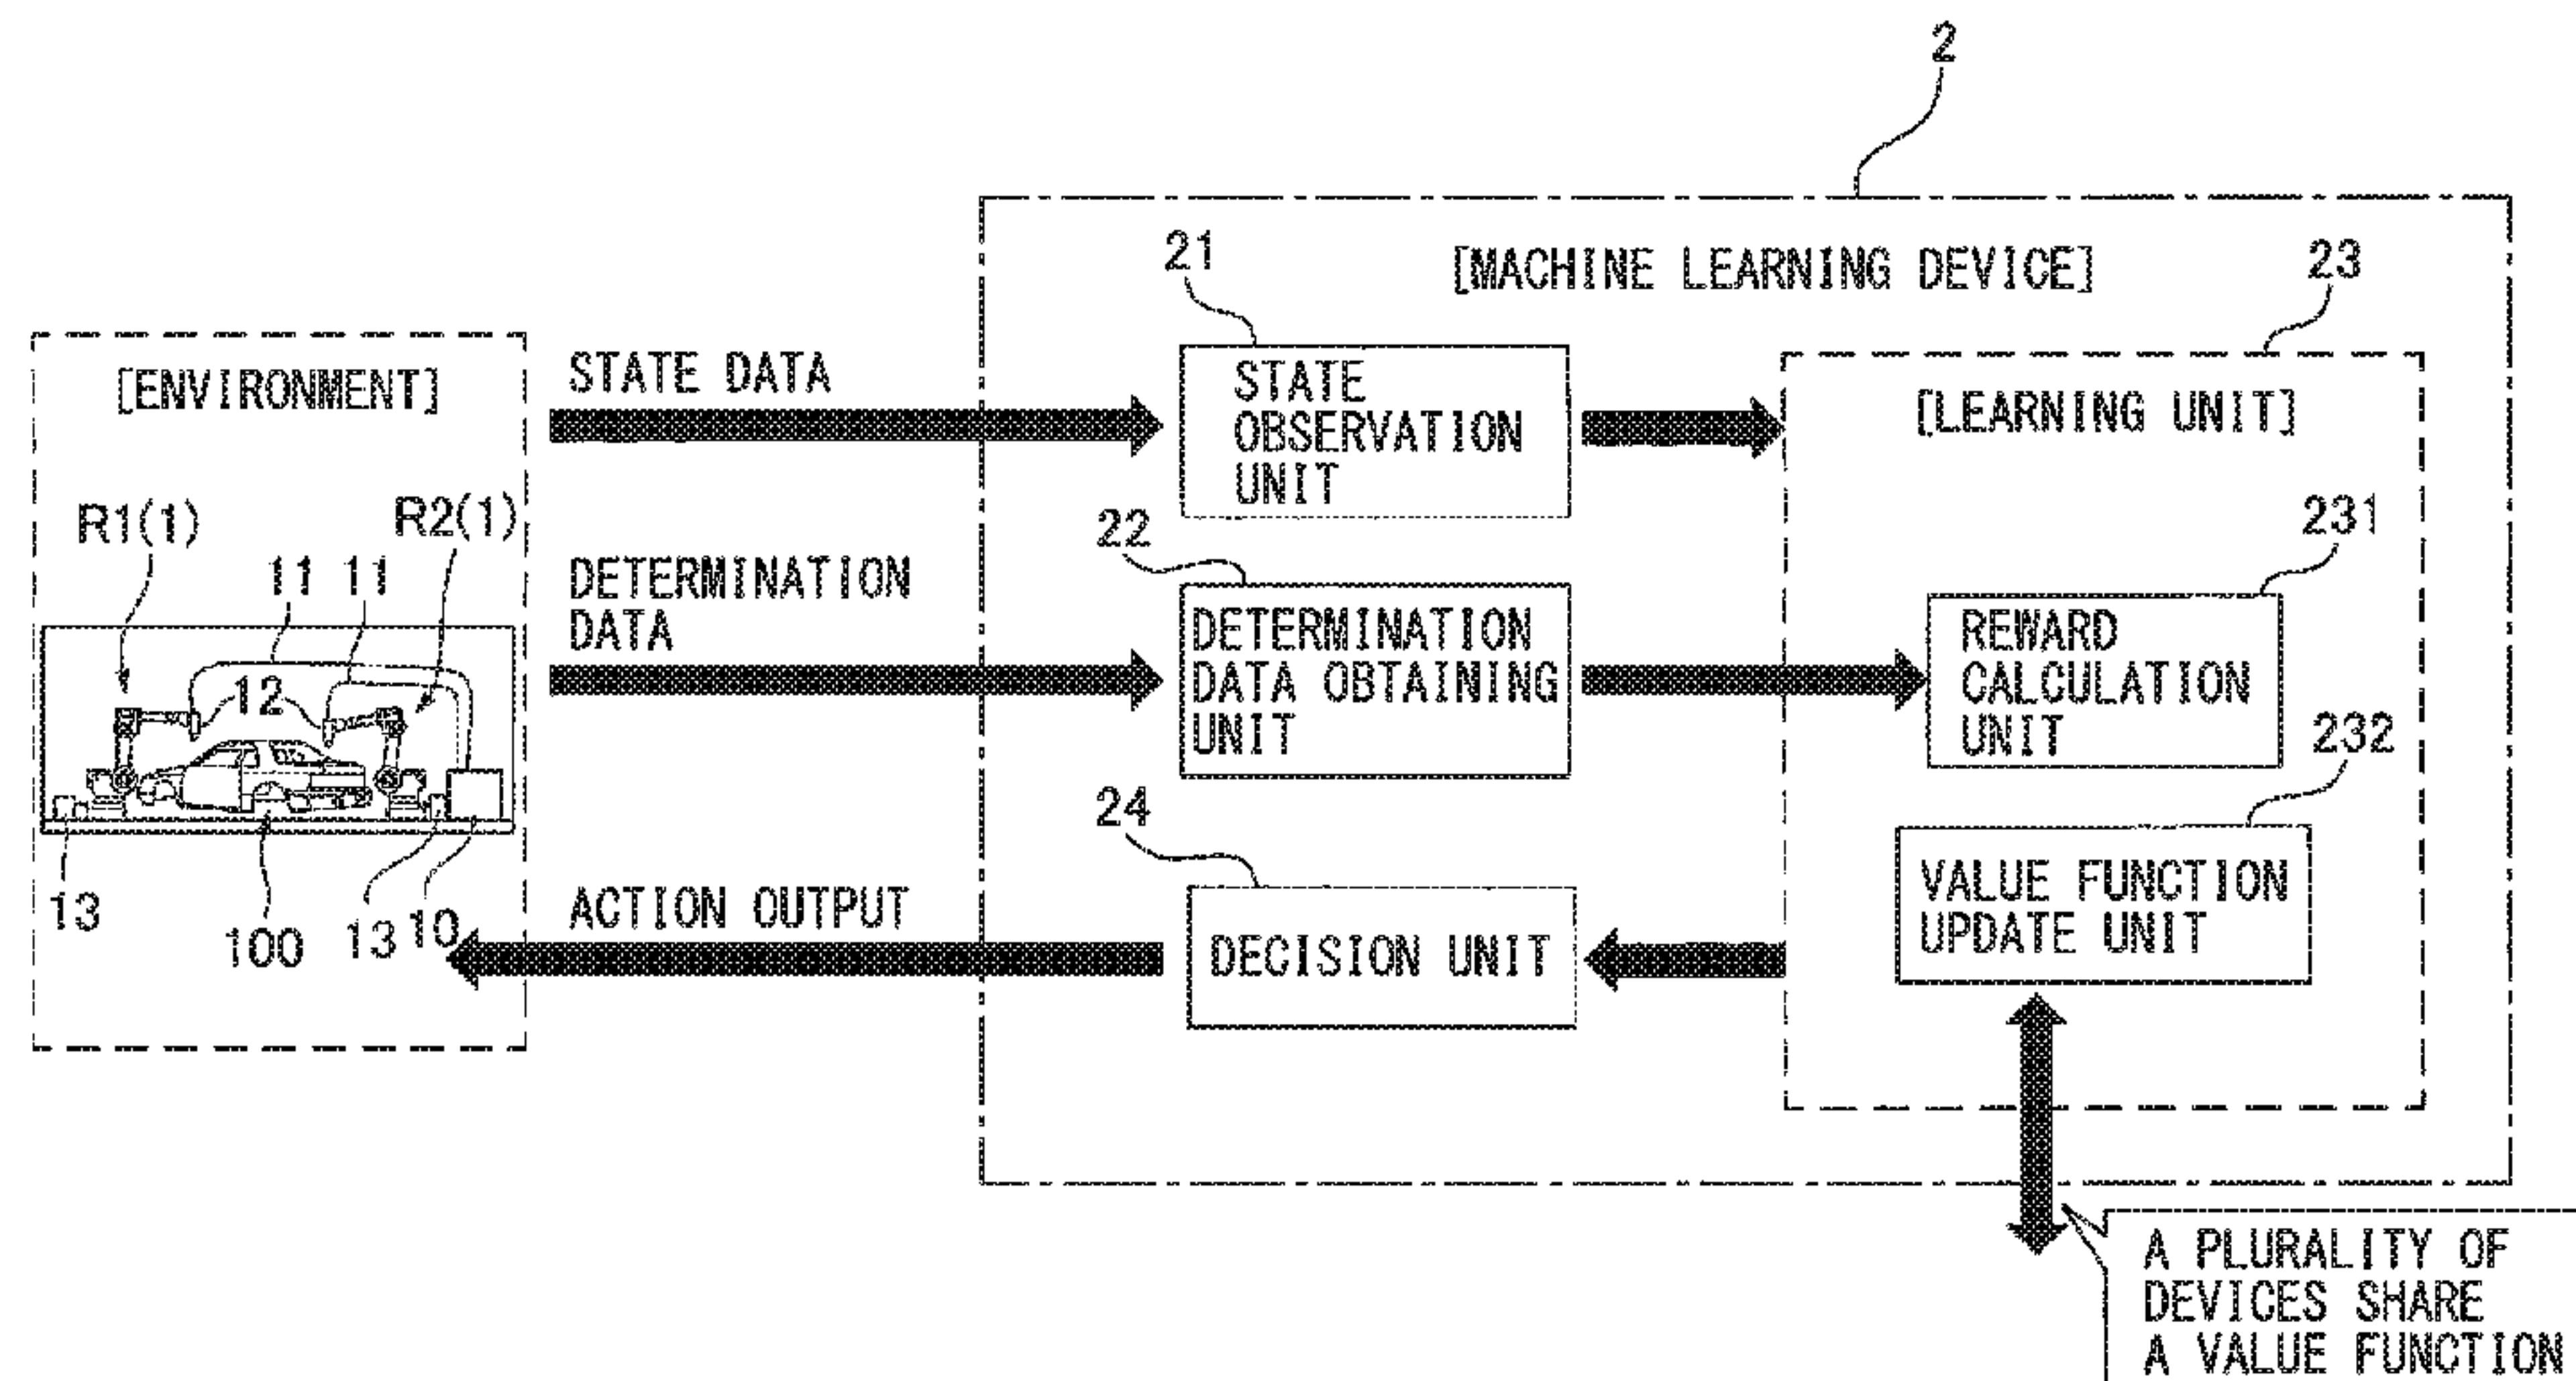 2
[MACHINE LEARNING DEVICE]
21
23
[ENVIRONMENT]
STATE DATA
STATE
OBSERVATION
UNIT
[LEARNING UNIT]
R1(1)
R2(1)
11
11
12
DETERMINATION
DATA
22
DETERMINATION
DATA OBTAINING
UNIT
231
REWARD
CALCULATION
UNIT
232
VALUE FUNCTION
UPDATE UNIT
13
100
13
10
ACTION OUTPUT
24
DECISION UNIT
A PLURALITY OF
DEVICES SHARE
A VALUE FUNCTION